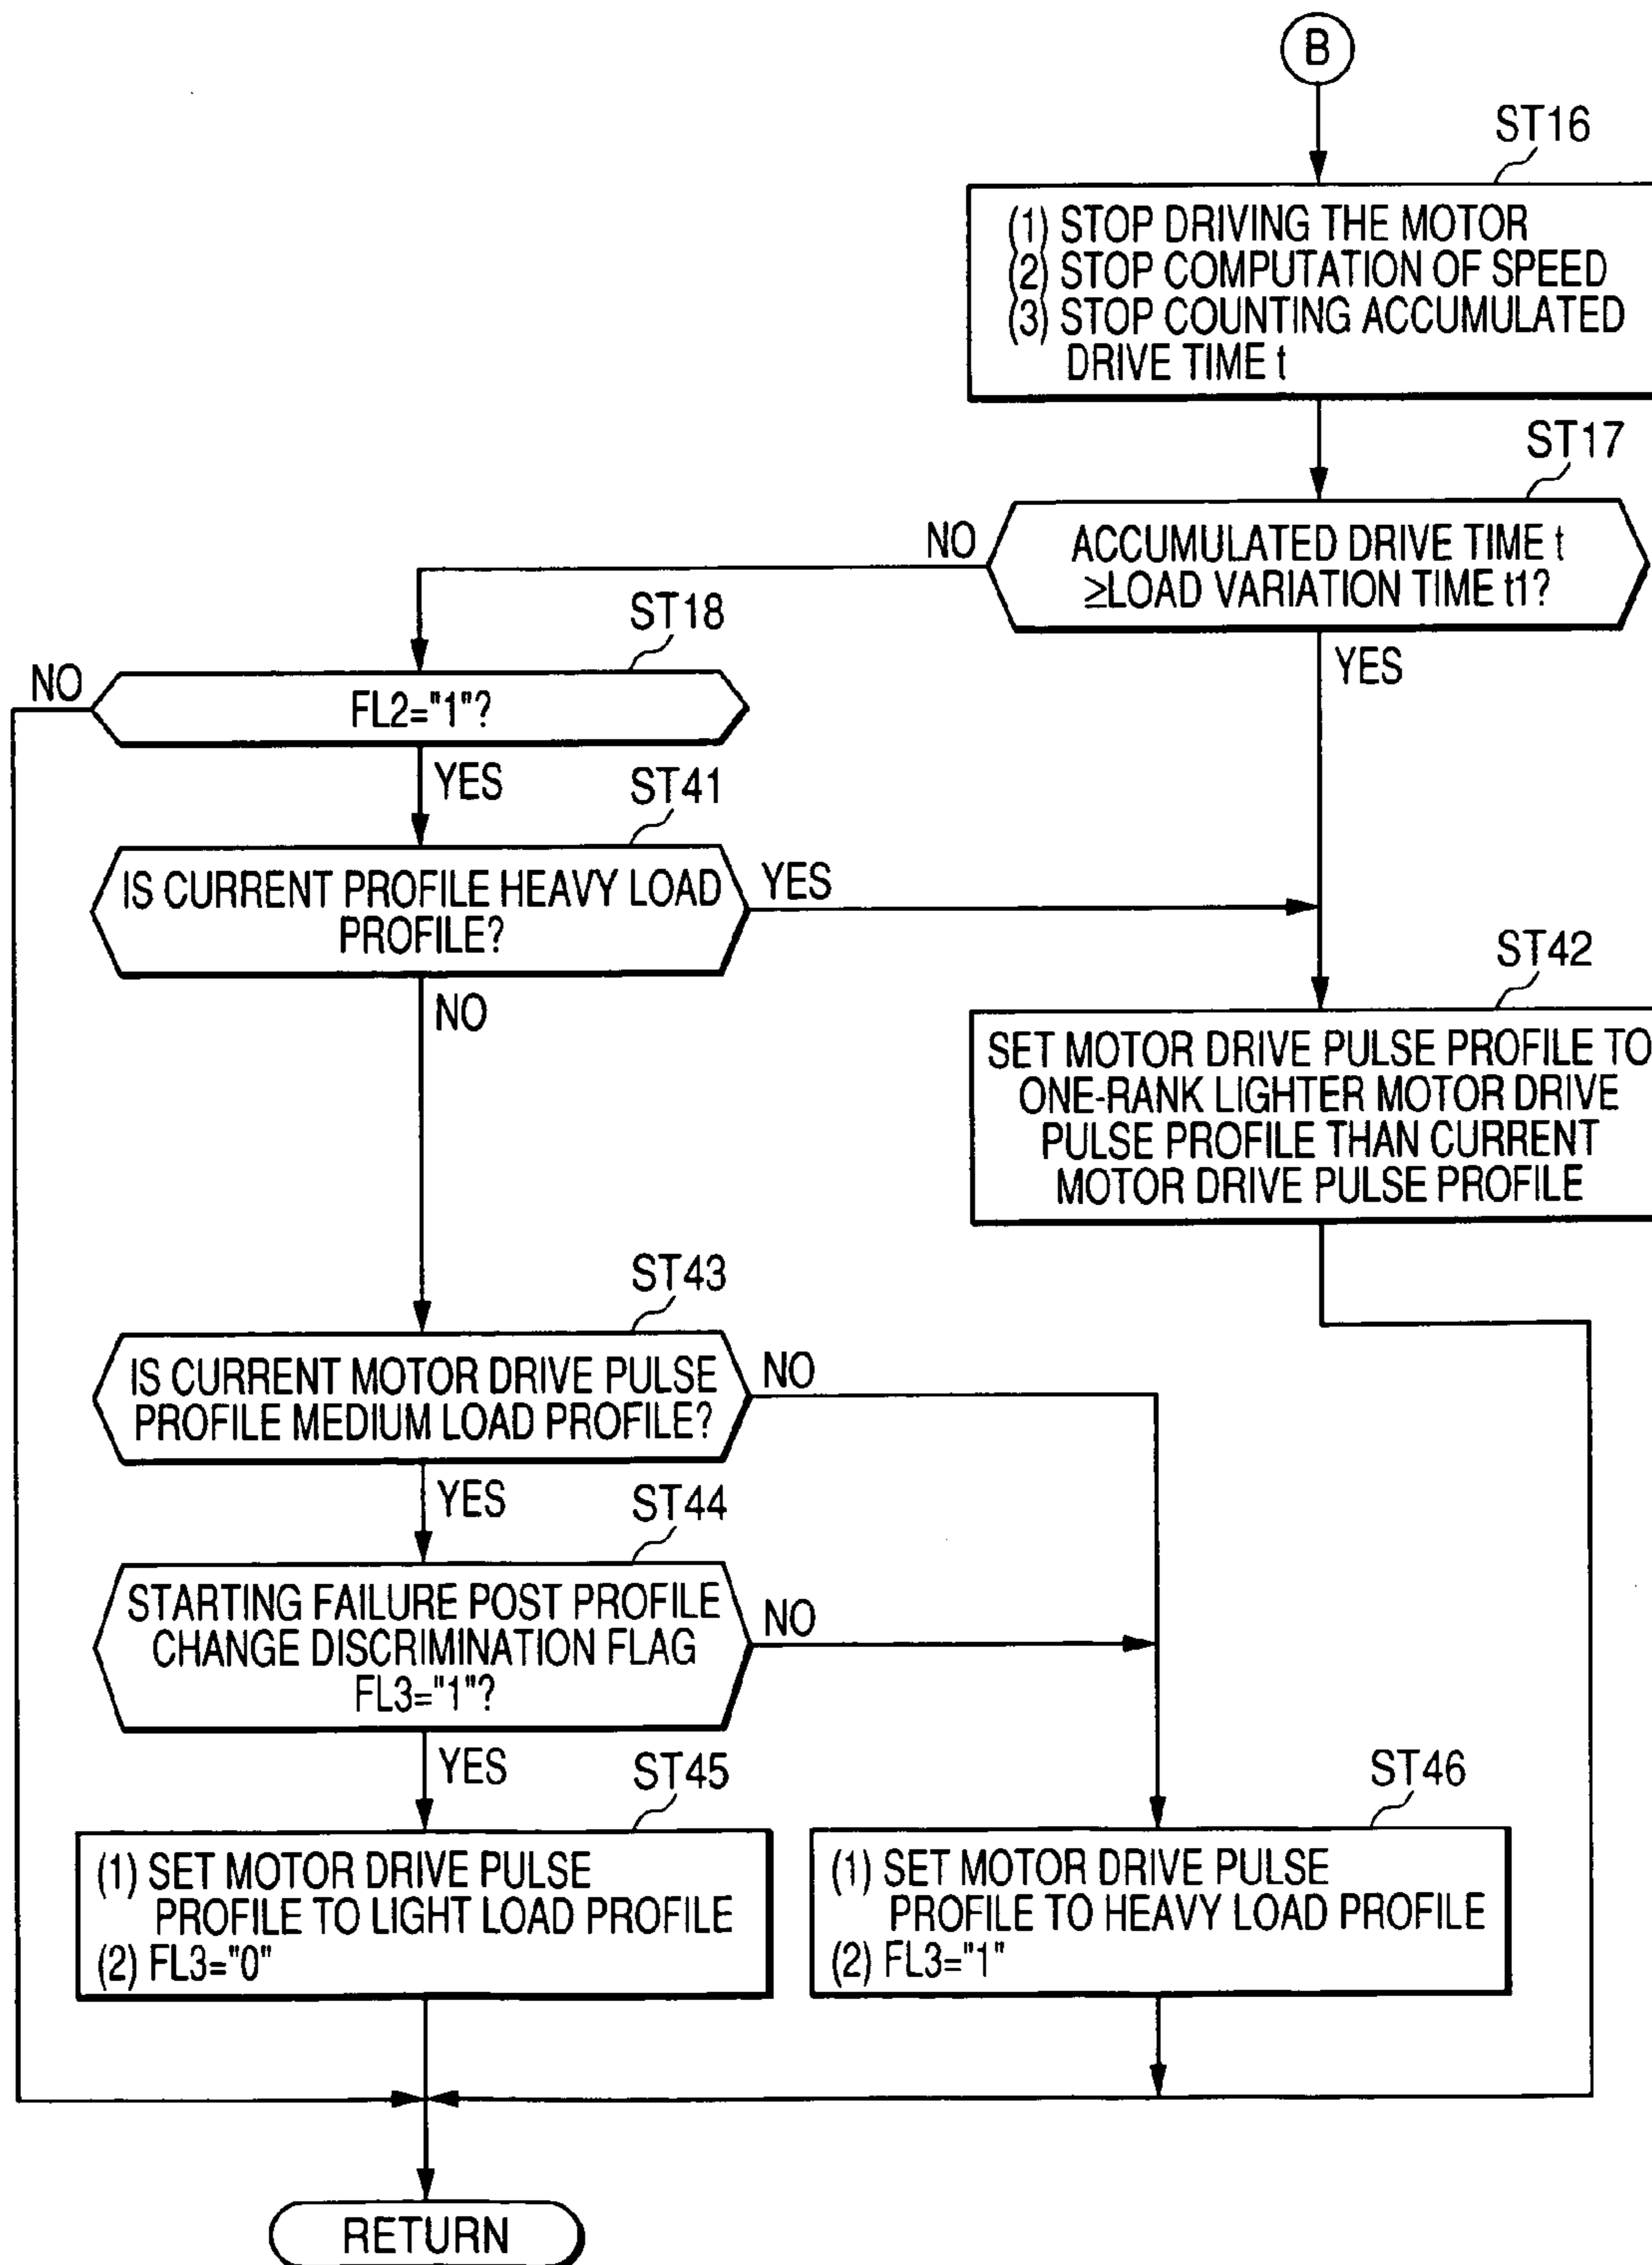 B
ST16
(1) STOP DRIVING THE MOTOR
(2) STOP COMPUTATION OF SPEED
(3) STOP COUNTING ACCUMULATED
DRIVE TIME t
ST17
ACCUMULATED DRIVE TIME t
≥LOAD VARIATION TIME t1?
NO
YES
ST18
FL2="1"?
NO
YES
ST41
IS CURRENT PROFILE HEAVY LOAD
PROFILE?
YES
NO
ST42
SET MOTOR DRIVE PULSE PROFILE TO
ONE-RANK LIGHTER MOTOR DRIVE
PULSE PROFILE THAN CURRENT
MOTOR DRIVE PULSE PROFILE
ST43
IS CURRENT MOTOR DRIVE PULSE
PROFILE MEDIUM LOAD PROFILE?
NO
YES
ST44
STARTING FAILURE POST PROFILE
CHANGE DISCRIMINATION FLAG
FL3="1"?
NO
YES
ST45
(1) SET MOTOR DRIVE PULSE
PROFILE TO LIGHT LOAD PROFILE
(2) FL3="0"
ST46
(1) SET MOTOR DRIVE PULSE
PROFILE TO HEAVY LOAD PROFILE
(2) FL3="1"
RETURN